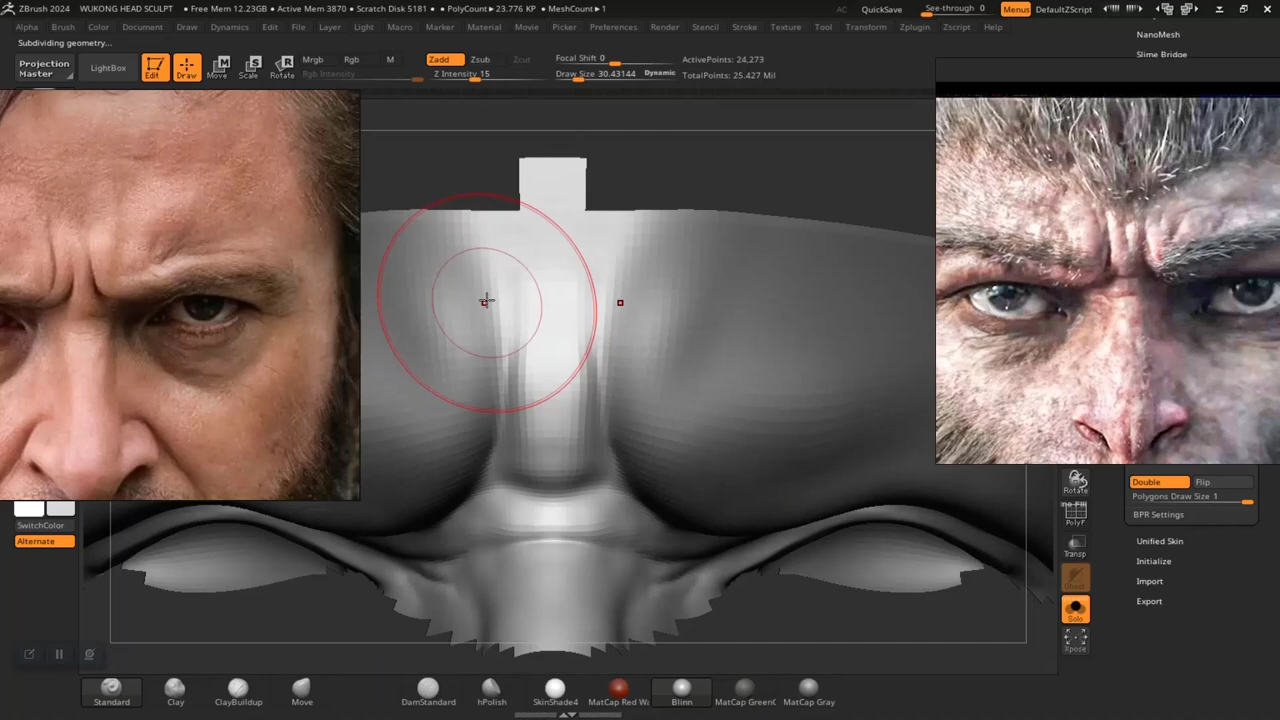 ZBrush 2024 WUKONG HEAD SCULPT • Free Mem 12.23GB • Active Mem 3870 • Scratch Disk 5181 • PolyCount▸23.776 KP • MeshCount▸1 AC QuickSave See-through 0 Menus DefaultZScript
Alpha Brush Color Document Draw Dynamics Edit File Layer Light Macro Marker Material Movie Picker Preferences Render Stencil Stroke Texture Tool Transform Zplugin Zscript Help
NanoMesh
Subdividing geometry...
Slime Bridge
Projection Master
LightBox
Edit
Draw
Move
Scale
Rotate
Mrgb Rgb M
Rgb Intensity
Zadd Zsub Zcut
Z Intensity 15
Focal Shift 0
Draw Size 30.43144 Dynamic
ActivePoints: 24,273
TotalPoints: 25.427 Mil
Rotate
PolyF
Transp
Ghost
Solo
Xpose
Double Flip
Polygons Draw Size 1
BPR Settings
Unified Skin
Initialize
Import
Export
SwitchColor
Alternate
Standard Clay ClayBuildup Move DamStandard hPolish SkinShade4 MatCap Red Wa Blinn MatCap GreenC MatCap Gray